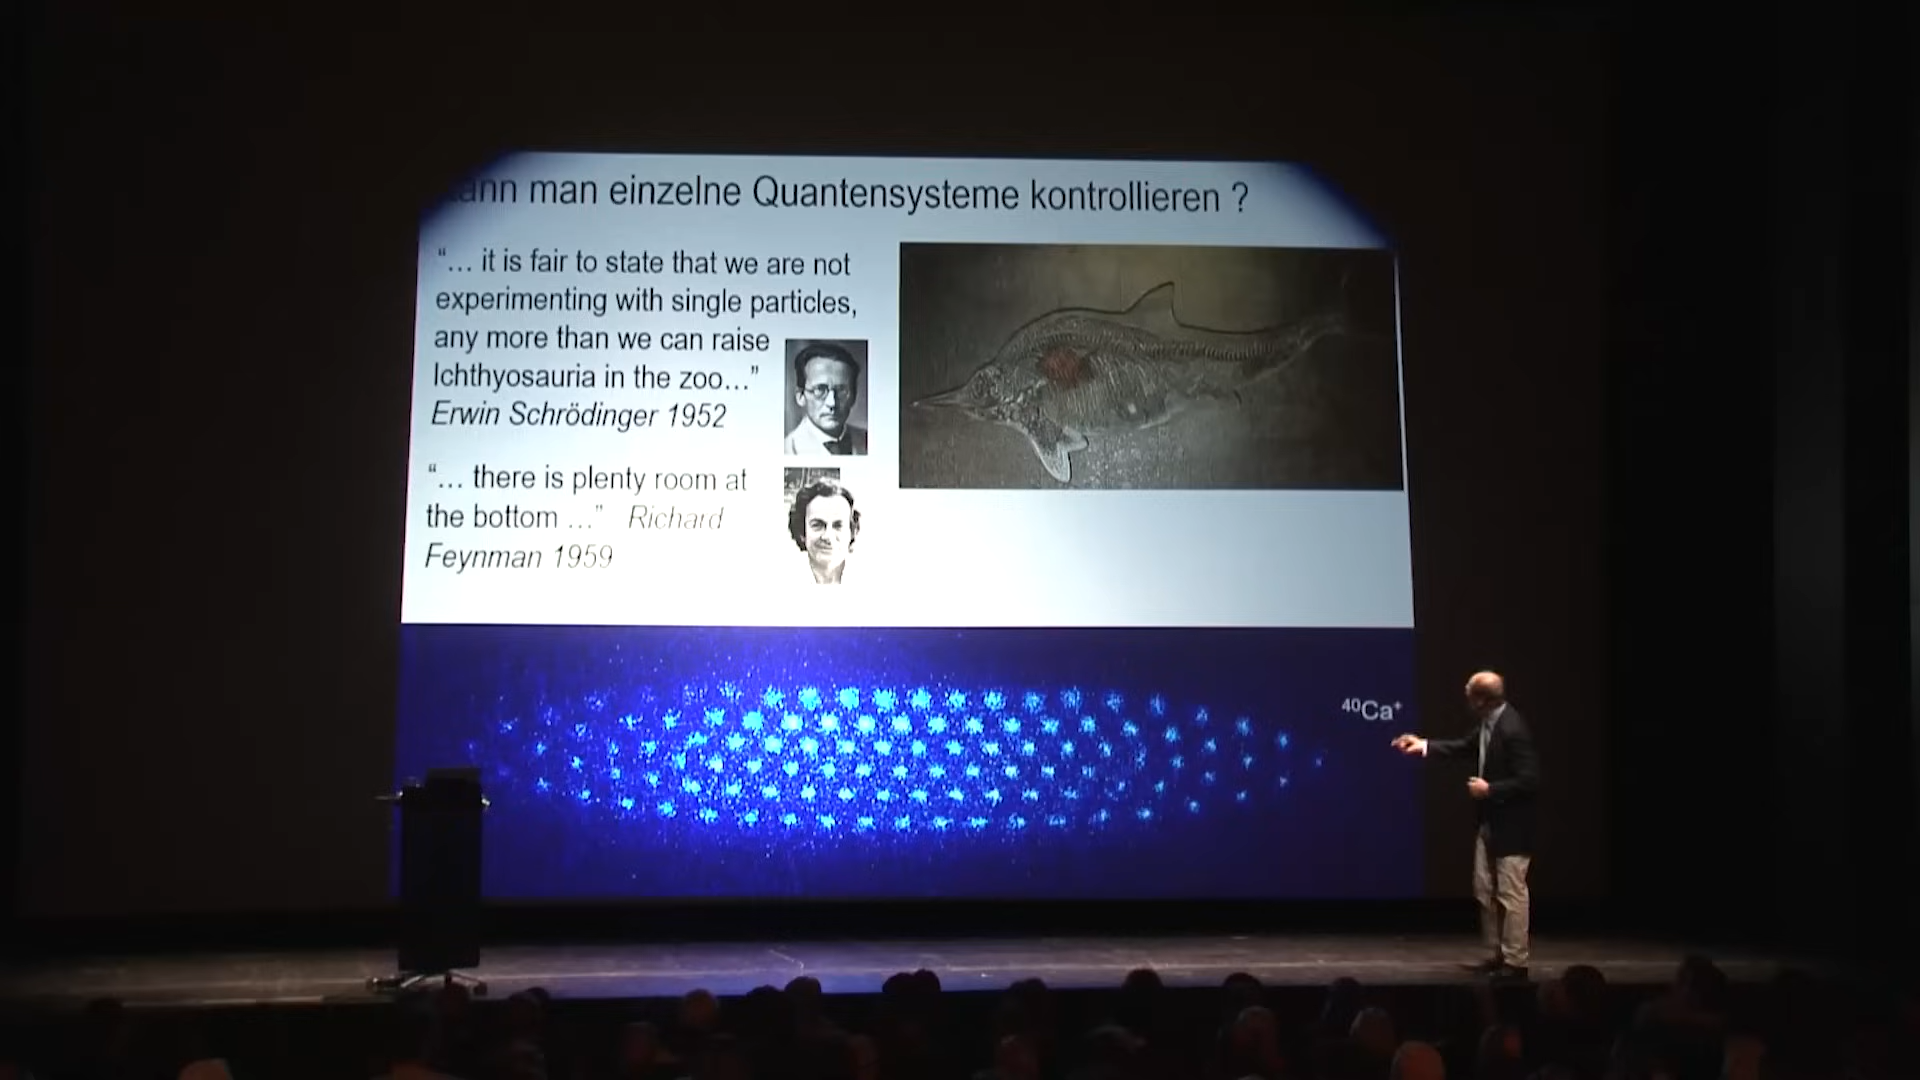 ann man einzelne Quantensysteme kontrollieren ?
“… it is fair to state that we are not
experimenting with single particles,
any more than we can raise
Ichthyosauria in the zoo…”
Erwin Schrödinger 1952
“… there is plenty room at
the bottom …” Richard
Feynman 1959
⁴⁰Ca⁺